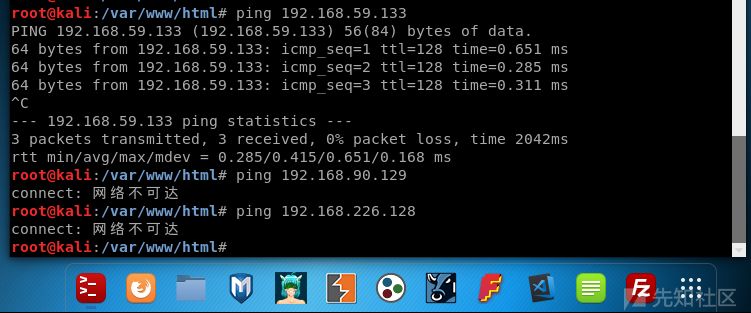 root@kali:/var/www/html# ping 192.168.59.133
PING 192.168.59.133 (192.168.59.133) 56(84) bytes of data.
64 bytes from 192.168.59.133: icmp_seq=1 ttl=128 time=0.651 ms
64 bytes from 192.168.59.133: icmp_seq=2 ttl=128 time=0.285 ms
64 bytes from 192.168.59.133: icmp_seq=3 ttl=128 time=0.311 ms
^C
--- 192.168.59.133 ping statistics ---
3 packets transmitted, 3 received, 0% packet loss, time 2042ms
rtt min/avg/max/mdev = 0.285/0.415/0.651/0.168 ms
root@kali:/var/www/html# ping 192.168.90.129
connect: 网络不可达
root@kali:/var/www/html# ping 192.168.226.128
connect: 网络不可达
root@kali:/var/www/html#
先知社区